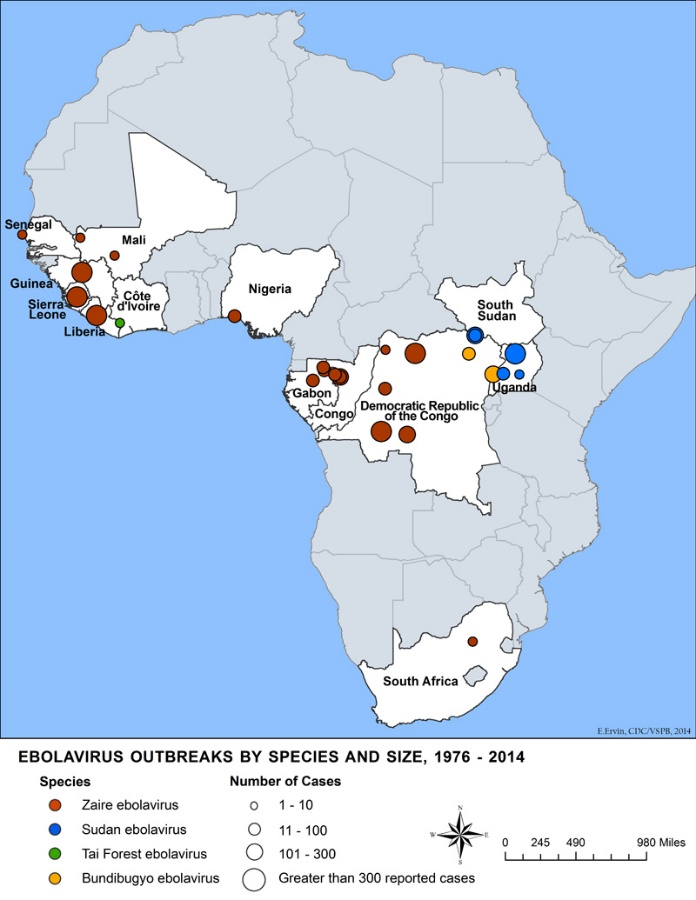 Senegal
Mali
Guinea
Sierra
Leone
Côte
d'Ivoire
Liberia
Nigeria
South
Sudan
Uganda
Gabon
Congo
Democratic Republic
of the Congo
South Africa
E.Ervin, CDC/VSPB, 2014
EBOLAVIRUS OUTBREAKS BY SPECIES AND SIZE, 1976 - 2014
Species
Zaire ebolavirus
Sudan ebolavirus
Tai Forest ebolavirus
Bundibugyo ebolavirus
Number of Cases
1 - 10
11 - 100
101 - 300
Greater than 300 reported cases
N
W E
S
0 245 490 980 Miles